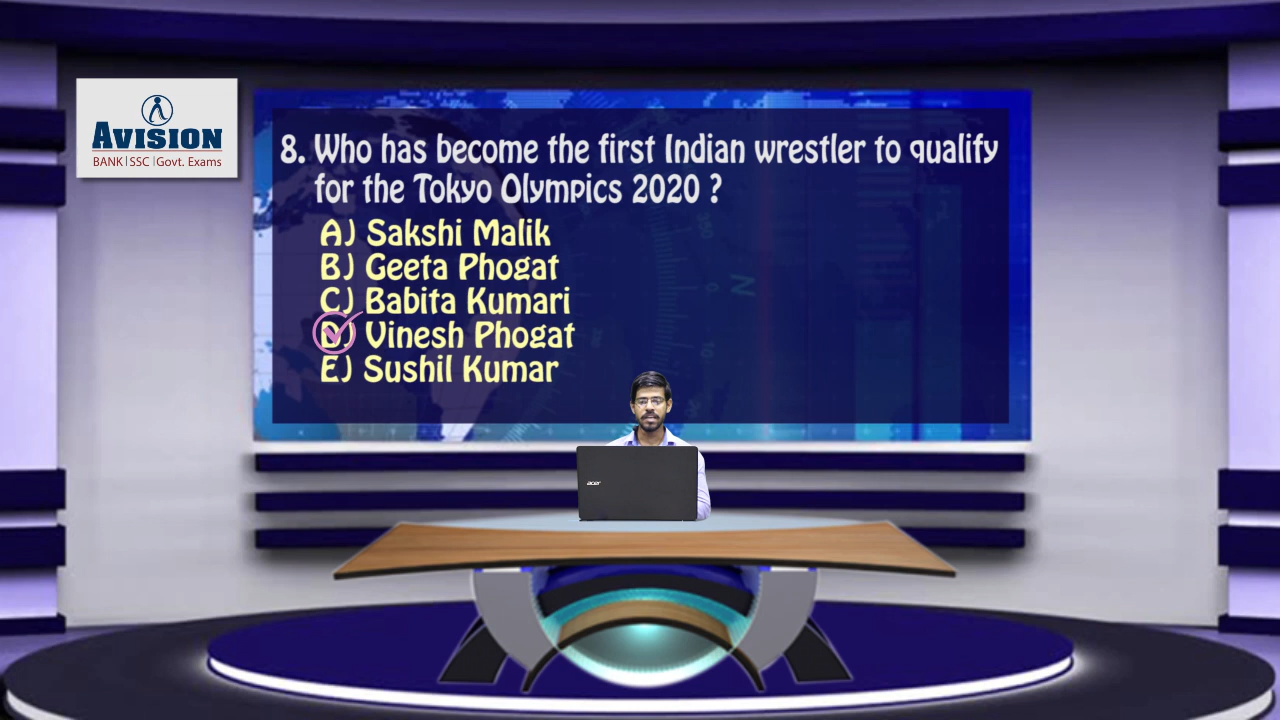 AVISION
BANK|SSC|Govt. Exams
8. Who has become the first Indian wrestler to qualify
for the Tokyo Olympics 2020 ?
A) Sakshi Malik
B) Geeta Phogat
C) Babita Kumari
D) Vinesh Phogat
E) Sushil Kumar
N
acer